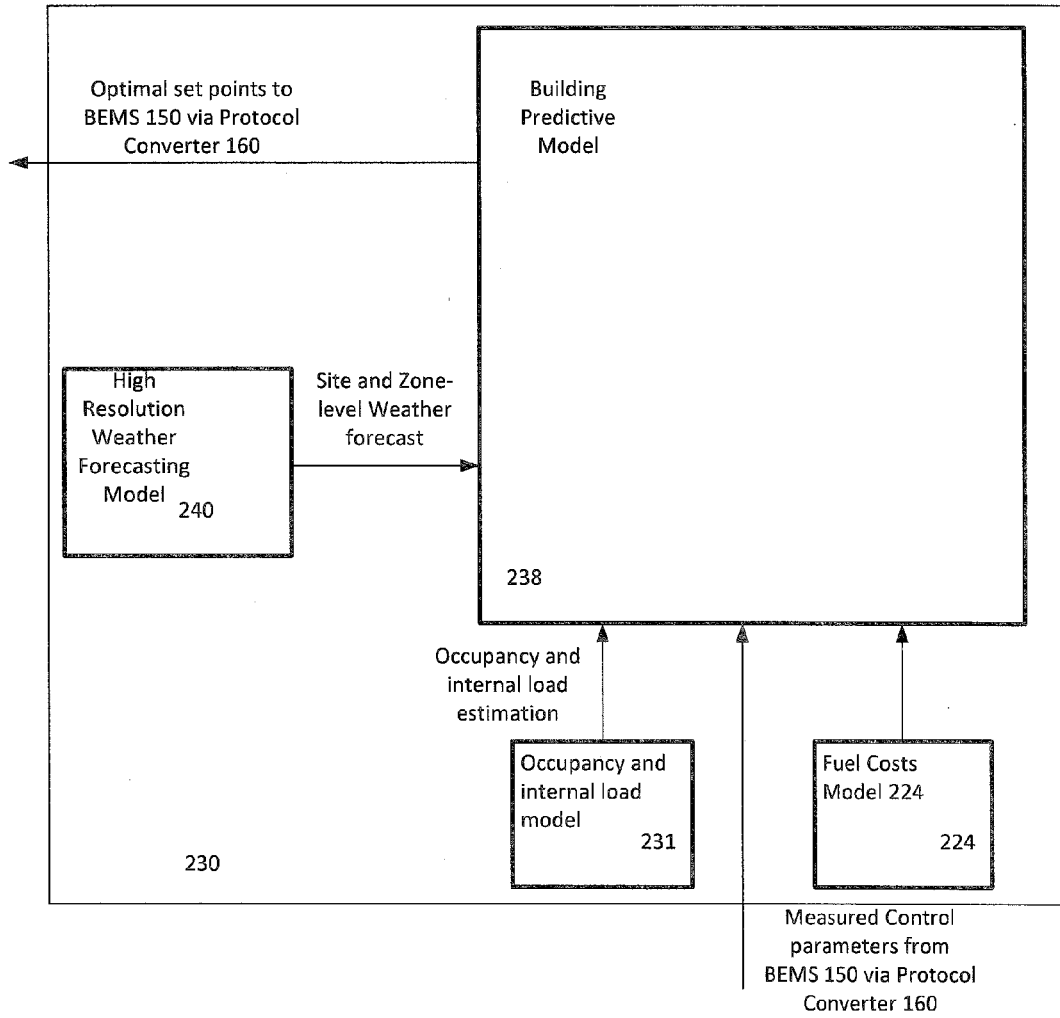 Optimal set points to
BEMS 150 via Protocol
Converter 160
Building
Predictive
Model
High
Resolution
Weather
Forecasting
Model
240
Site and Zone-
level Weather
forecast
238
Occupancy and
internal load
estimation
Occupancy and
internal load
model
231
Fuel Costs
Model 224
224
230
Measured Control
parameters from
BEMS 150 via Protocol
Converter 160